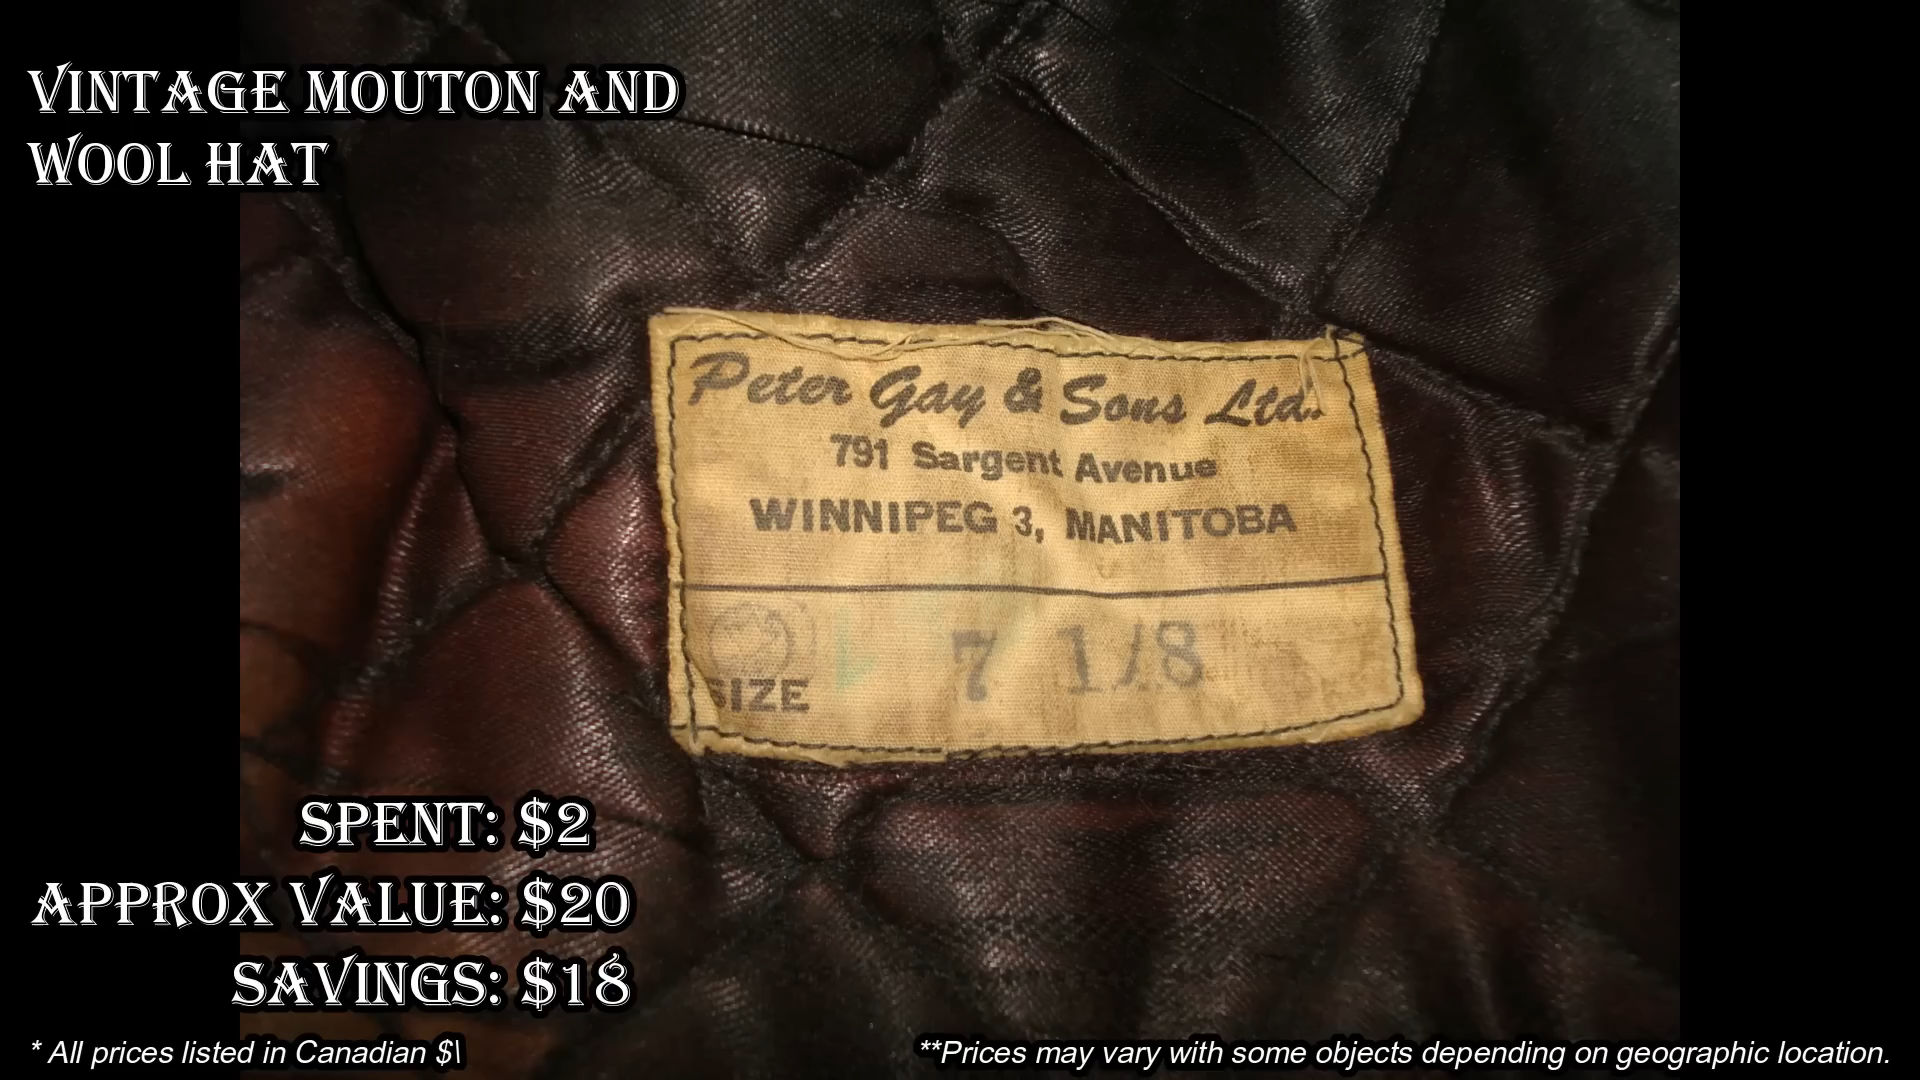 VINTAGE MOUTON AND
WOOL HAT
Peter Gay & Sons Ltd.
791 Sargent Avenue
WINNIPEG 3, MANITOBA
SIZE 7 1/8
SPENT: $2
APPROX VALUE: $20
SAVINGS: $18
* All prices listed in Canadian $\
**Prices may vary with some objects depending on geographic location.